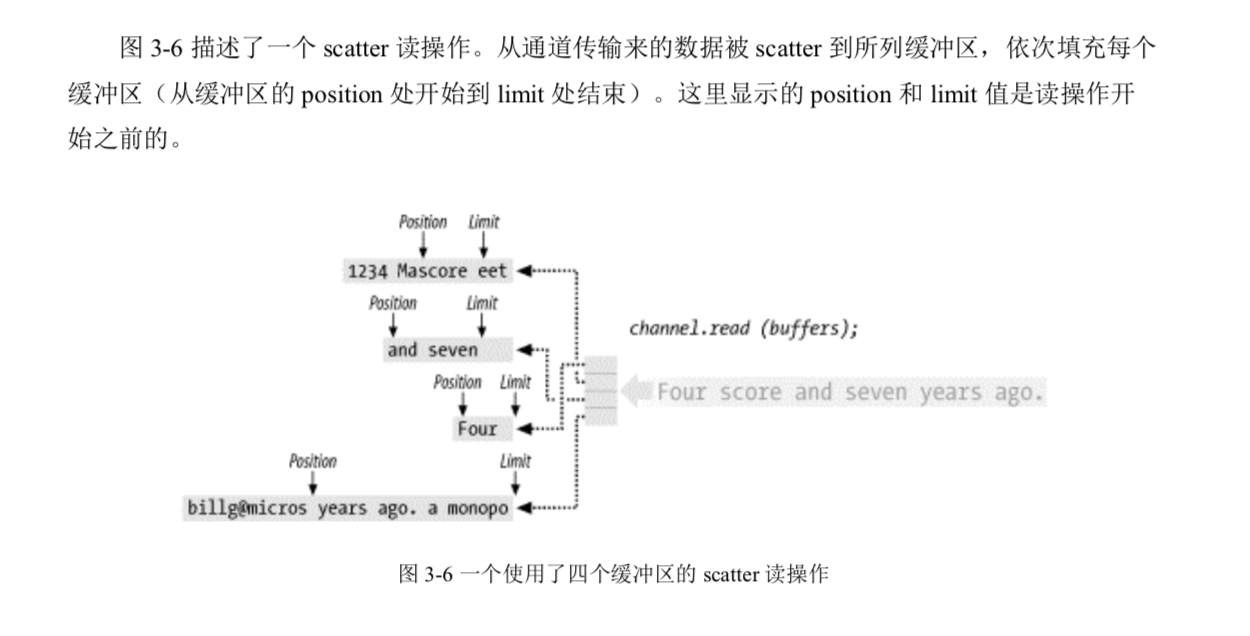 图 3-6 描述了一个 scatter 读操作。从通道传输来的数据被 scatter 到所列缓冲区，依次填充每个
缓冲区（从缓冲区的 position 处开始到 limit 处结束）。这里显示的 position 和 limit 值是读操作开
始之前的。
Position Limit
1234 Mascore eet
Position Limit
and seven
channel.read (buffers);
Position Limit
Four score and seven years ago.
Four
Position Limit
billg@micros years ago. a monopo
图 3-6 一个使用了四个缓冲区的 scatter 读操作